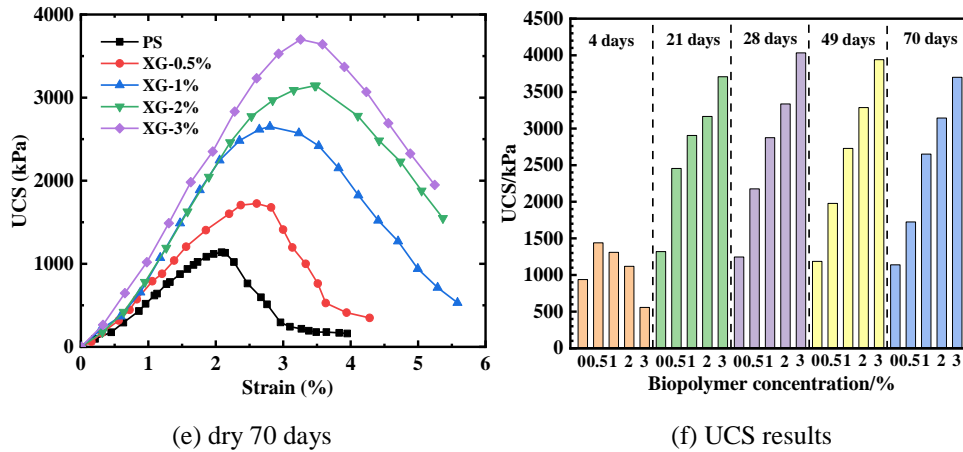 4000
3000
2000
1000
0
UCS (kPa)
PS
XG-0.5%
XG-1%
XG-2%
XG-3%
0 1 2 3 4 5 6
Strain (%)
(e) dry 70 days
4500
4000
3500
3000
2500
2000
1500
1000
500
0
UCS/kPa
4 days 21 days 28 days 49 days 70 days
00.51 2 3 00.51 2 3 00.51 2 3 00.51 2 3 00.51 2 3
Biopolymer concentration/%
(f) UCS results